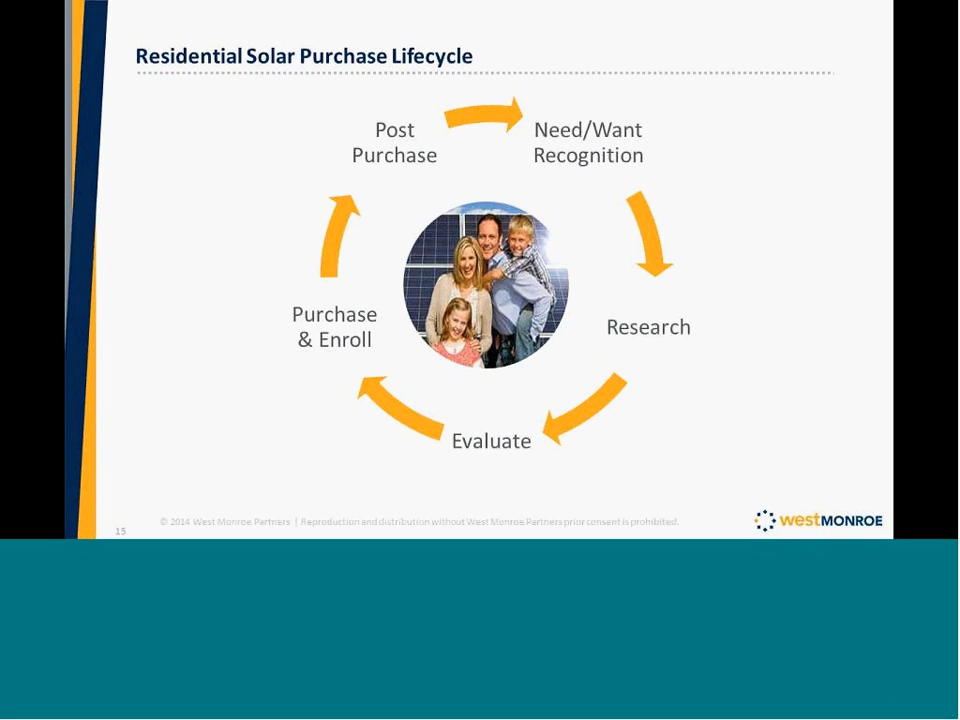 Residential Solar Purchase Lifecycle
Post
Purchase
Need/Want
Recognition
Research
Evaluate
Purchase
& Enroll
© 2014 West Monroe Partners | Reproduction and distribution without West Monroe Partners prior consent is prohibited.
15
westMONROE